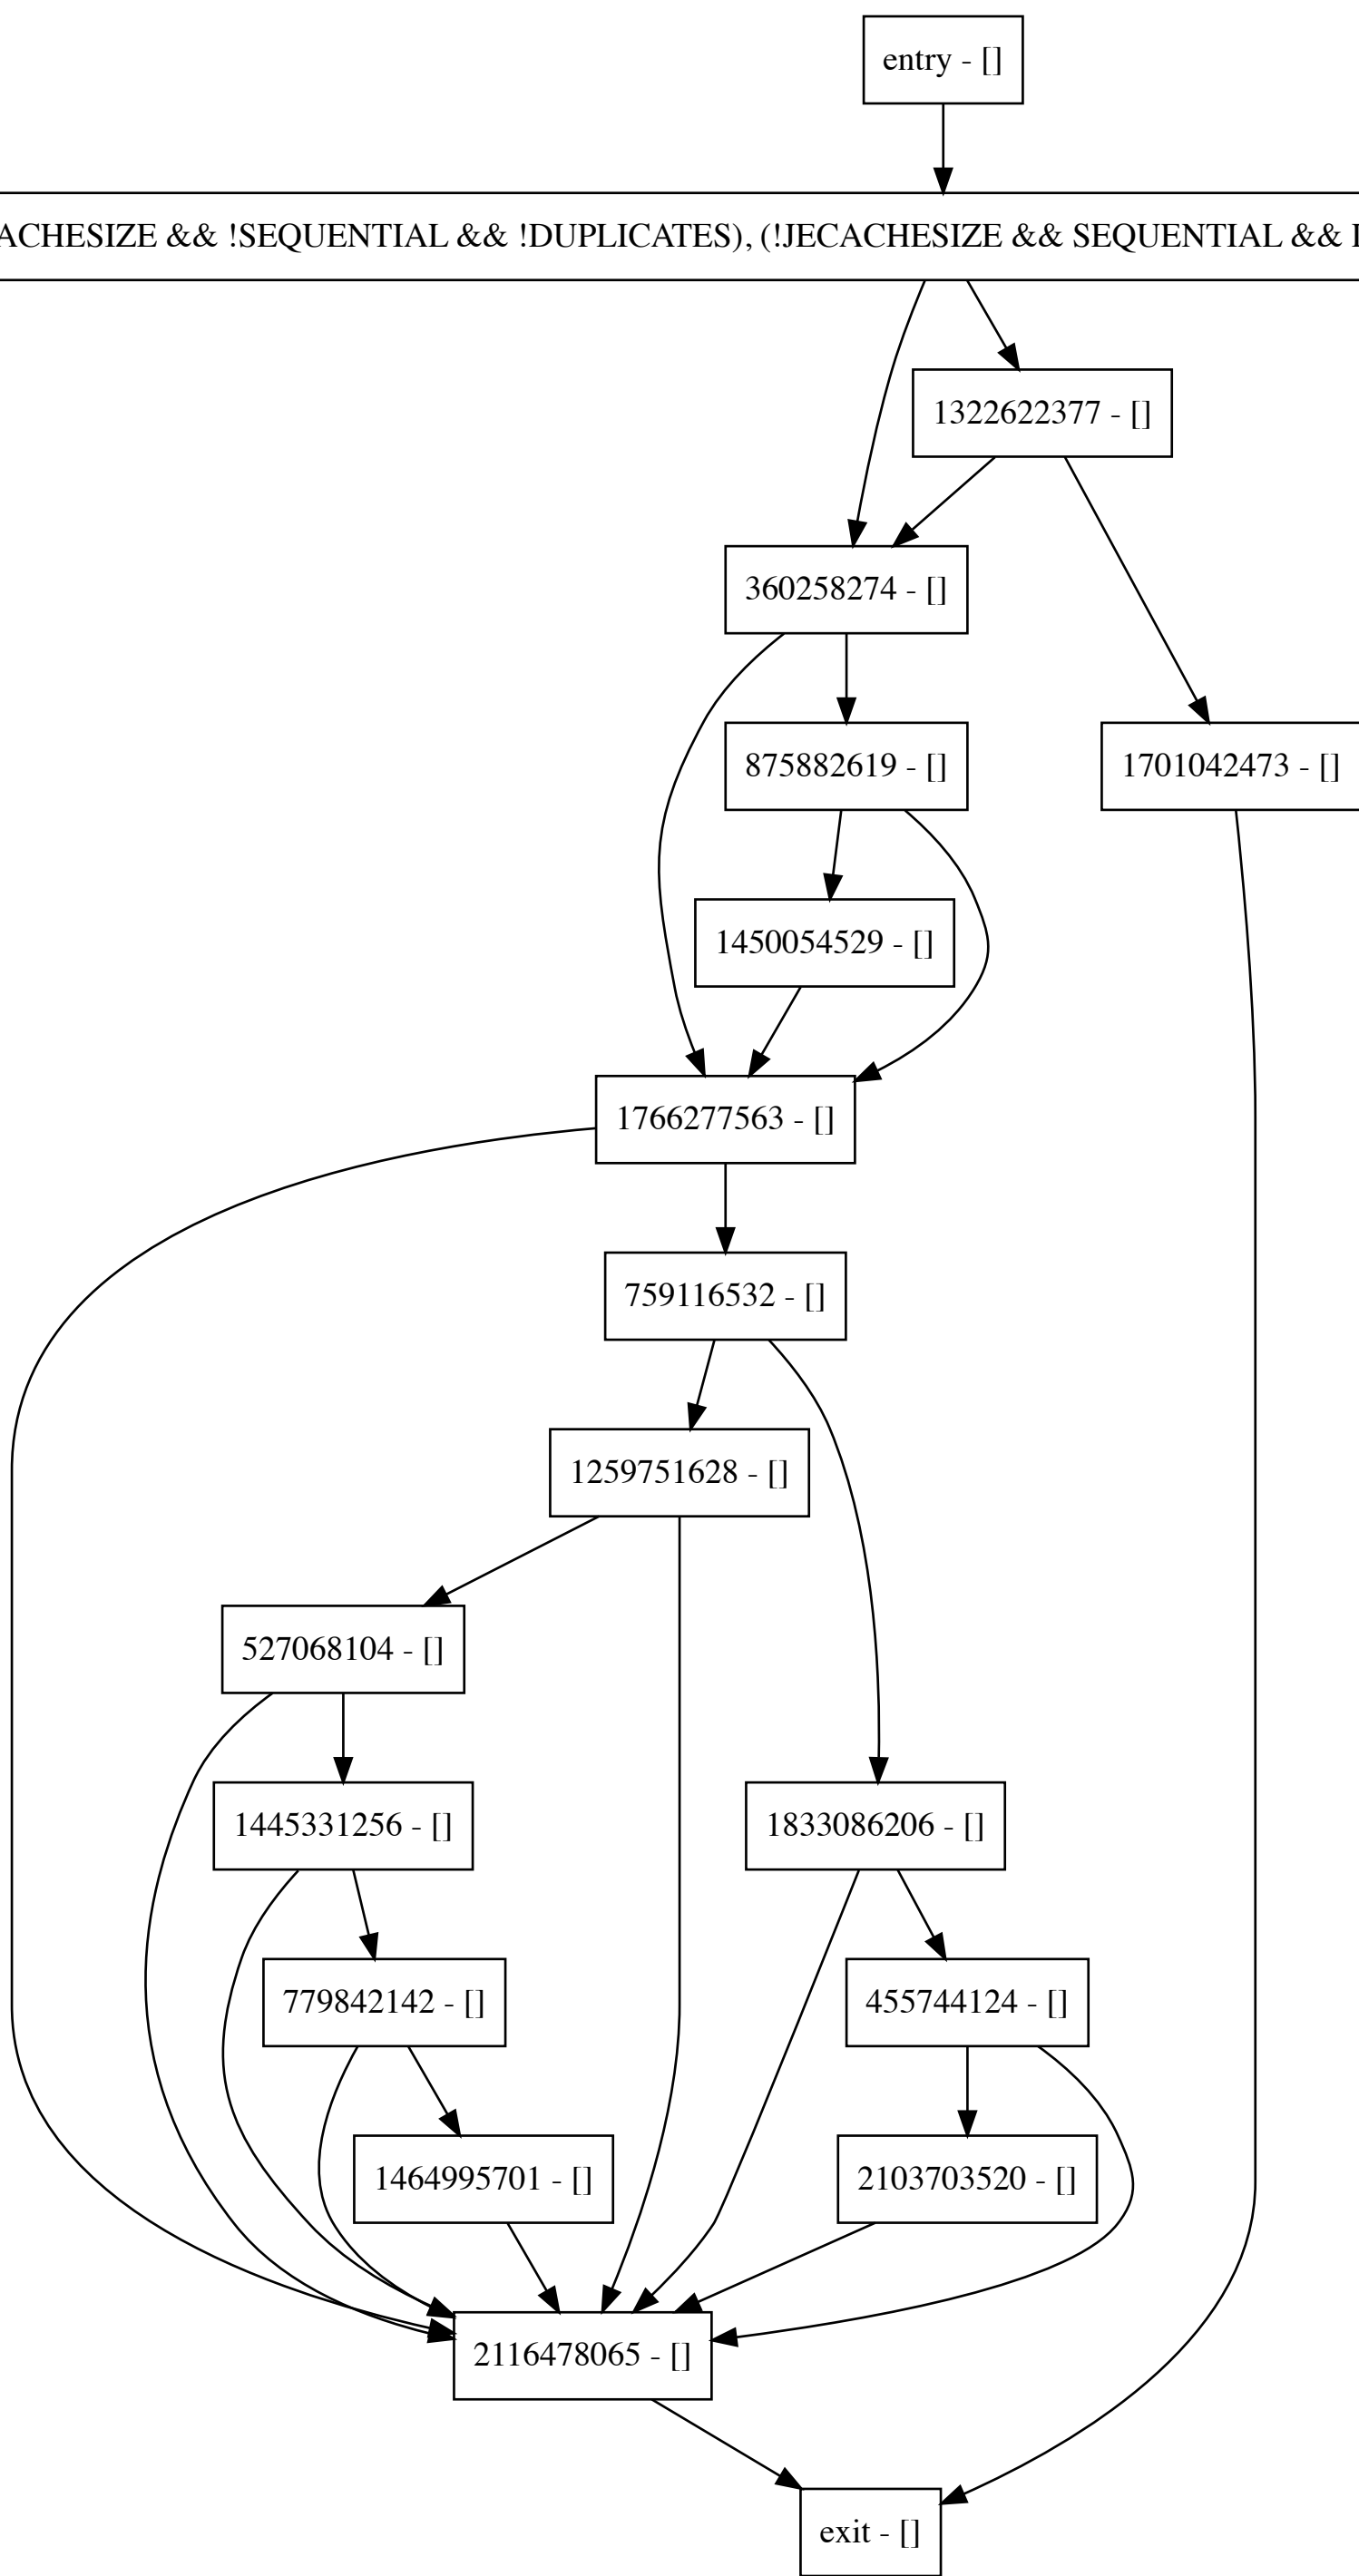 entry - []
ACHESIZE && !SEQUENTIAL && !DUPLICATES), (!JECACHESIZE && SEQUENTIAL &&
1322622377 - []
360258274 - []
875882619 - []
1701042473 - []
1450054529 - []
1766277563 - []
759116532 - []
1259751628 - []
527068104 - []
1445331256 - []
1833086206 - []
779842142 - []
455744124 - []
1464995701 - []
2103703520 - []
2116478065 - []
exit - []